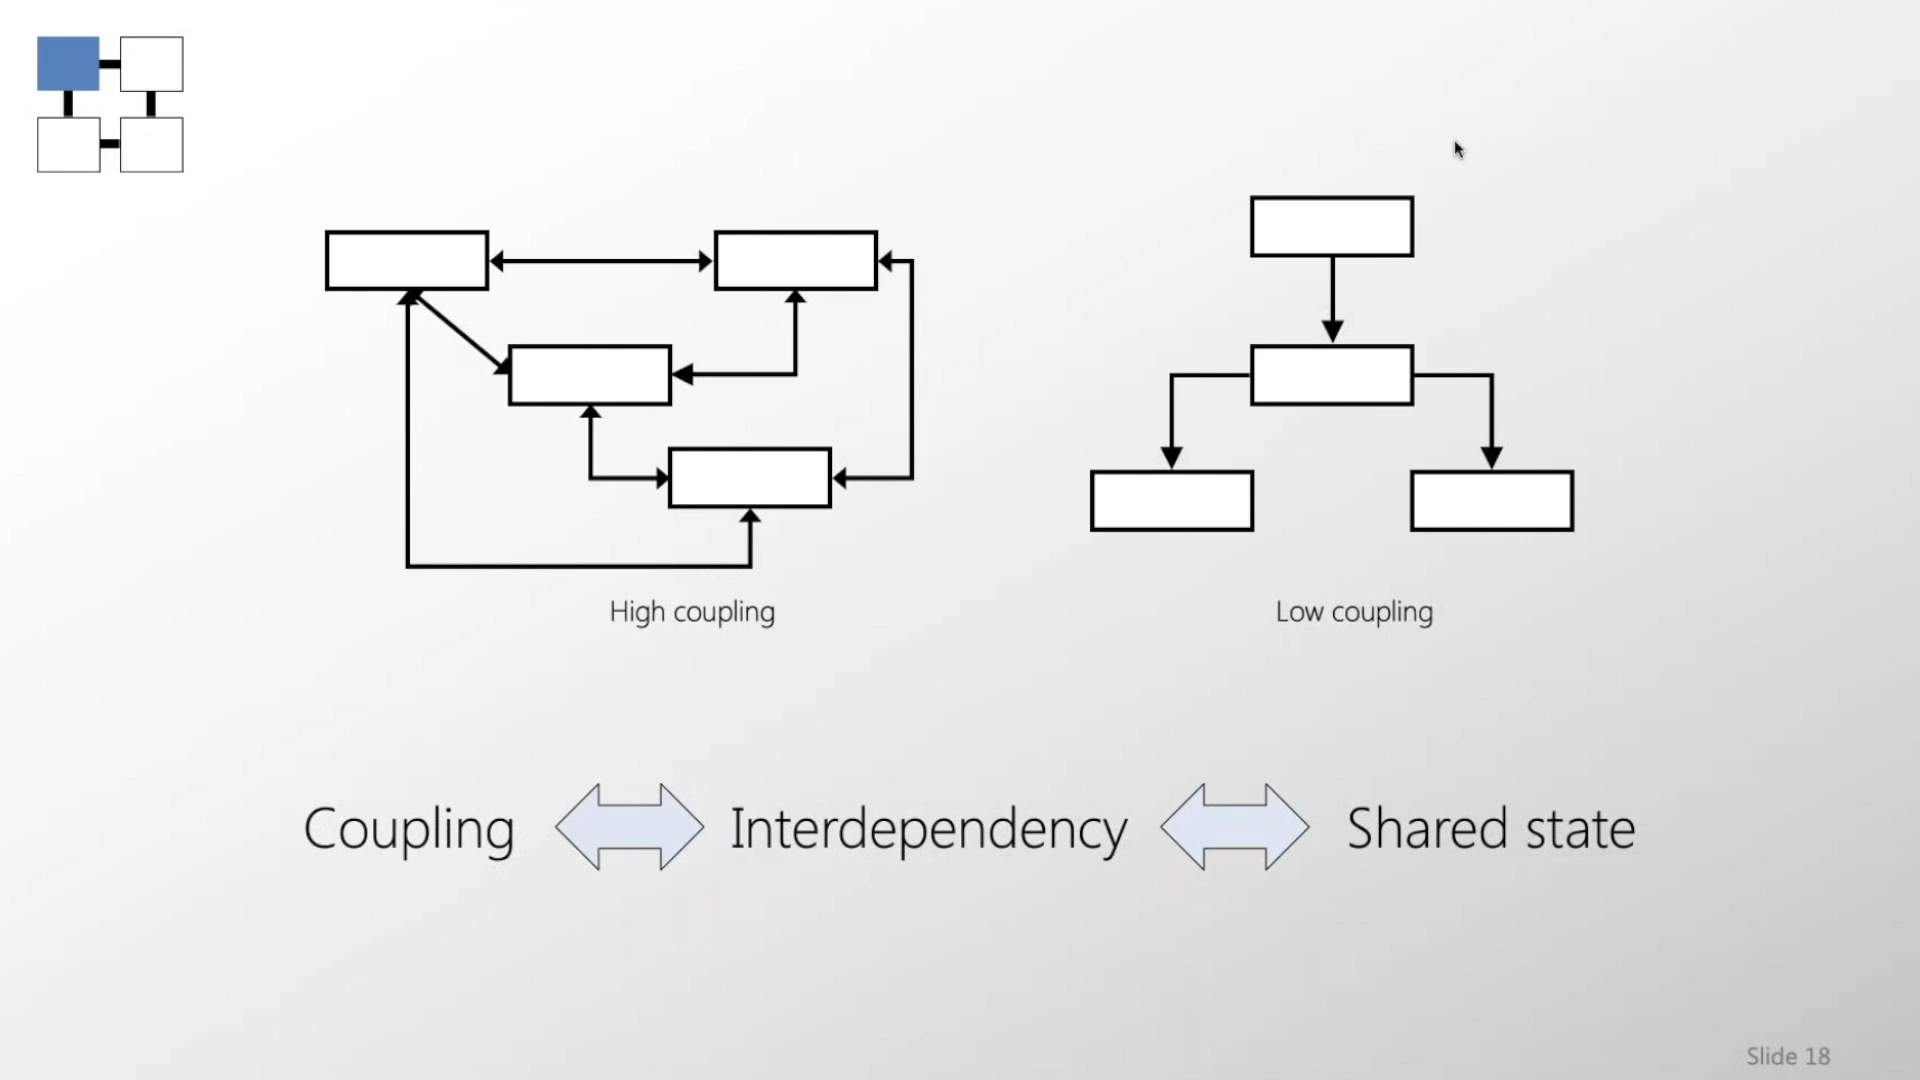 High coupling
Low coupling
Coupling
Interdependency
Shared state
Slide 18